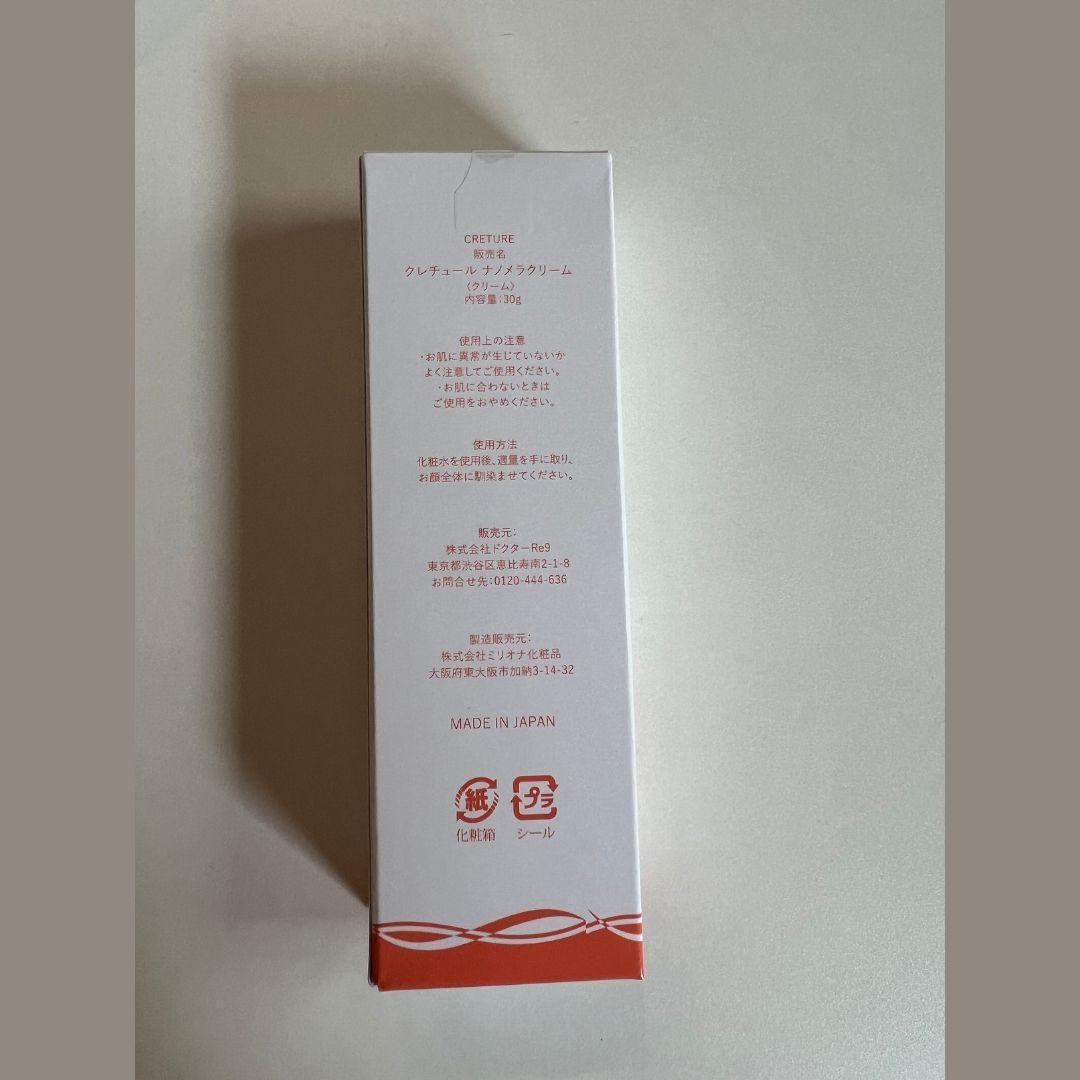 CRETURE
販売名
クレチュール ナノメラクリーム
〈クリーム〉
内容量:30g
使用上の注意
・お肌に異常が生じていないか
よく注意してご使用ください。
・お肌に合わないときは
ご使用をおやめください。
使用方法
化粧水を使用後、適量を手に取り、
お顔全体に馴染ませてください。
販売元:
株式会社ドクターRe9
東京都渋谷区恵比寿南2-1-8
お問合せ先:0120-444-636
製造販売元:
株式会社ミリオナ化粧品
大阪府東大阪市加納3-14-32
MADE IN JAPAN
紙 プラ
化粧箱 シール